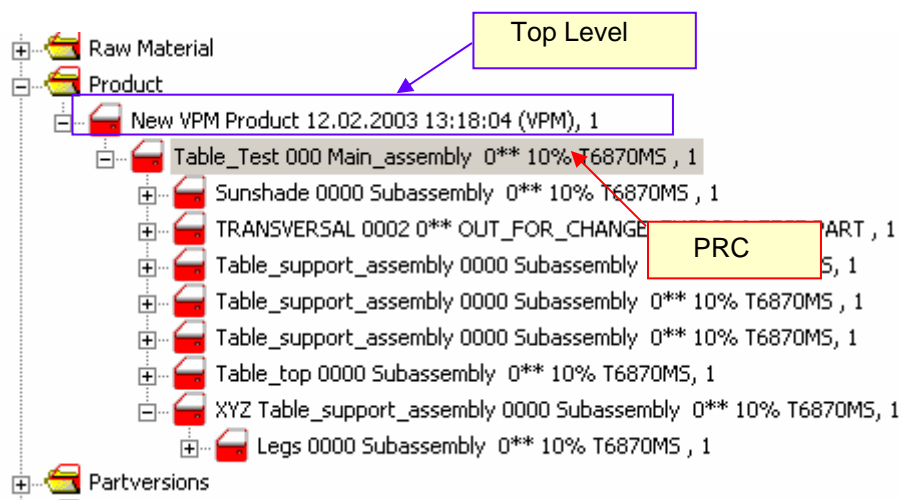 Top Level
Raw Material
Product
New VPM Product 12.02.2003 13:18:04 (VPM), 1
Table_Test 000 Main_assembly 0** 10% T6870MS , 1
Sunshade 0000 Subassembly 0** 10% T6870MS , 1
TRANSVERSAL 0002 0** OUT_FOR_CHANGE PART , 1
PRC
Table_support_assembly 0000 Subassembly S, 1
Table_support_assembly 0000 Subassembly 0** 10% T6870MS , 1
Table_support_assembly 0000 Subassembly 0** 10% T6870MS, 1
Table_top 0000 Subassembly 0** 10% T6870MS, 1
XYZ Table_support_assembly 0000 Subassembly 0** 10% T6870MS, 1
Legs 0000 Subassembly 0** 10% T6870MS , 1
Partversions